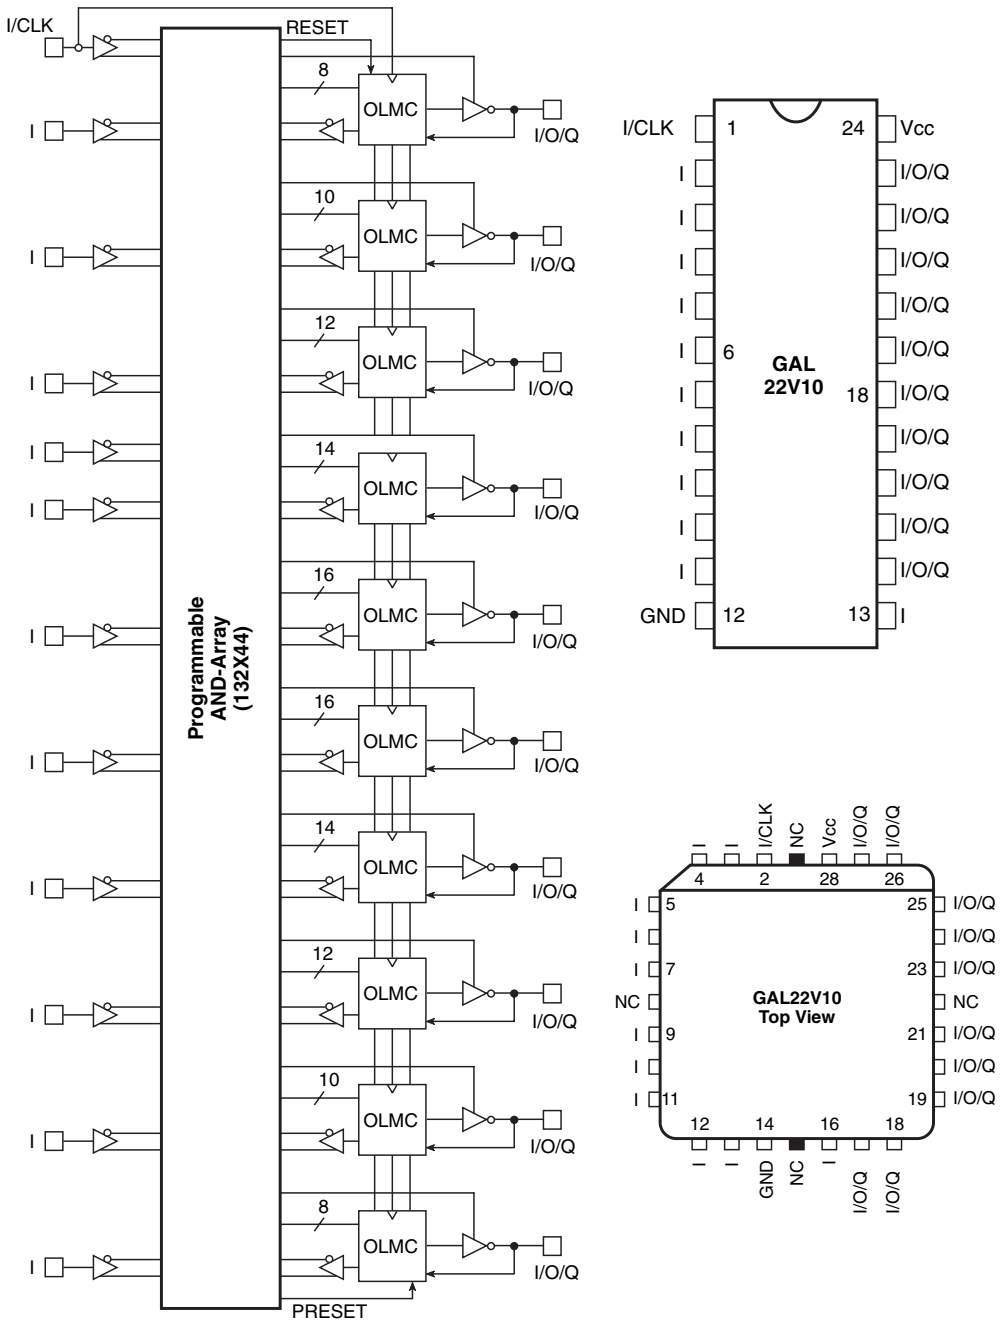 I/CLK
RESET
8
OLMC
I/O/Q
I
10
OLMC
I/O/Q
I
12
OLMC
I/O/Q
I
I
14
OLMC
I/O/Q
I
16
OLMC
I/O/Q
I
16
OLMC
I/O/Q
I
14
OLMC
I/O/Q
I
12
OLMC
I/O/Q
I
10
OLMC
I/O/Q
I
8
OLMC
I/O/Q
I
PRESET
Programmable
AND-Array
(132X44)
I/CLK 1 24 Vcc
I I/O/Q
I I/O/Q
I I/O/Q
I I/O/Q
I 6 I/O/Q
GAL
22V10
I 18 I/O/Q
I I/O/Q
I I/O/Q
I I/O/Q
I I/O/Q
GND 12 13 I
I I I/CLK NC Vcc I/O/Q I/O/Q
4 2 28 26
I 5 25 I/O/Q
I I/O/Q
I 7 23 I/O/Q
NC NC
GAL22V10
Top View
I 9 21 I/O/Q
I I/O/Q
I 11 19 I/O/Q
12 14 16 18
I I GND NC I I/O/Q I/O/Q